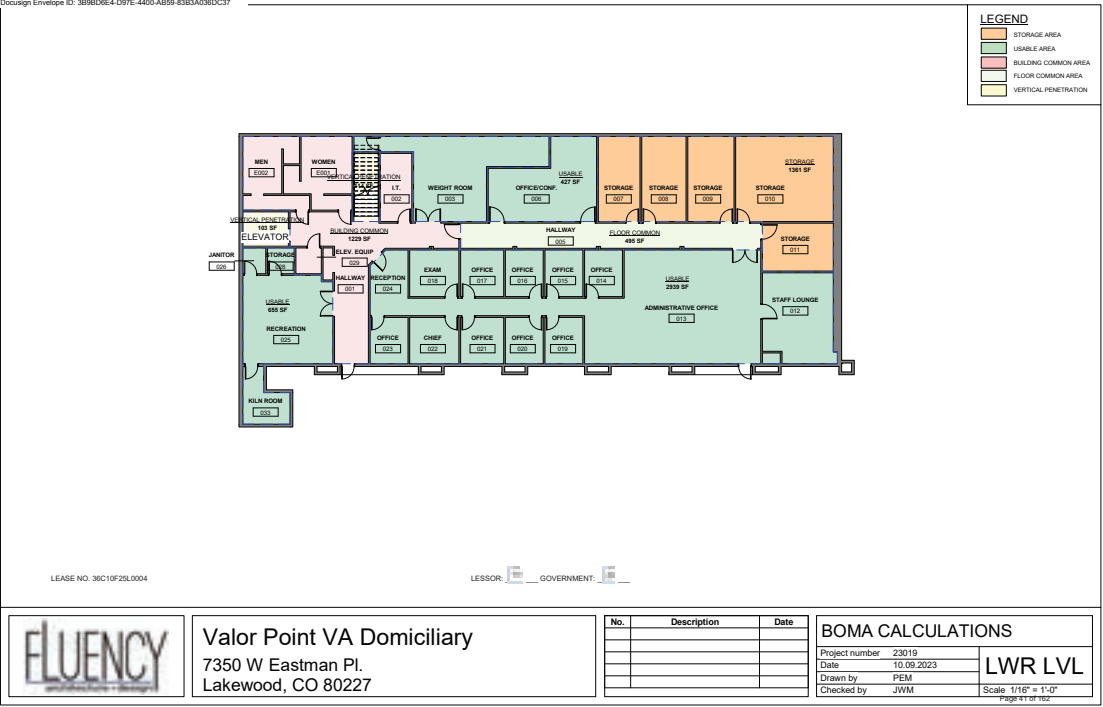 Docusign Envelope ID: 3B9BD6E4-D97E-4400-AB59-83B3A036DC37
LEGEND
STORAGE AREA
USABLE AREA
BUILDING COMMON AREA
FLOOR COMMON AREA
VERTICAL PENETRATION
MEN
E002
WOMEN
E001
VERTICAL PENETRATION
I.T.
002
WEIGHT ROOM
003
USABLE
427 SF
OFFICE/CONF.
006
STORAGE
007
STORAGE
008
STORAGE
009
STORAGE
1361 SF
STORAGE
010
VERTICAL PENETRATION
103 SF
ELEVATOR
BUILDING COMMON
1229 SF
HALLWAY
005
FLOOR COMMON
495 SF
STORAGE
011
JANITOR
026
STORAGE
028
ELEV. EQUIP
029
HALLWAY
001
RECEPTION
024
EXAM
018
OFFICE
017
OFFICE
016
OFFICE
015
OFFICE
014
USABLE
2939 SF
ADMINISTRATIVE OFFICE
013
STAFF LOUNGE
012
USABLE
655 SF
RECREATION
025
OFFICE
023
CHIEF
022
OFFICE
021
OFFICE
020
OFFICE
019
KILN ROOM
033
LEASE NO. 36C10F25L0004
LESSOR: ___ GOVERNMENT: ___
FLUENCY
architecture + design
Valor Point VA Domiciliary
7350 W Eastman Pl.
Lakewood, CO 80227
No. Description Date
BOMA CALCULATIONS
Project number 23019
Date 10.09.2023
Drawn by PEM
Checked by JWM
LWR LVL
Scale 1/16" = 1'-0"
Page 41 of 162